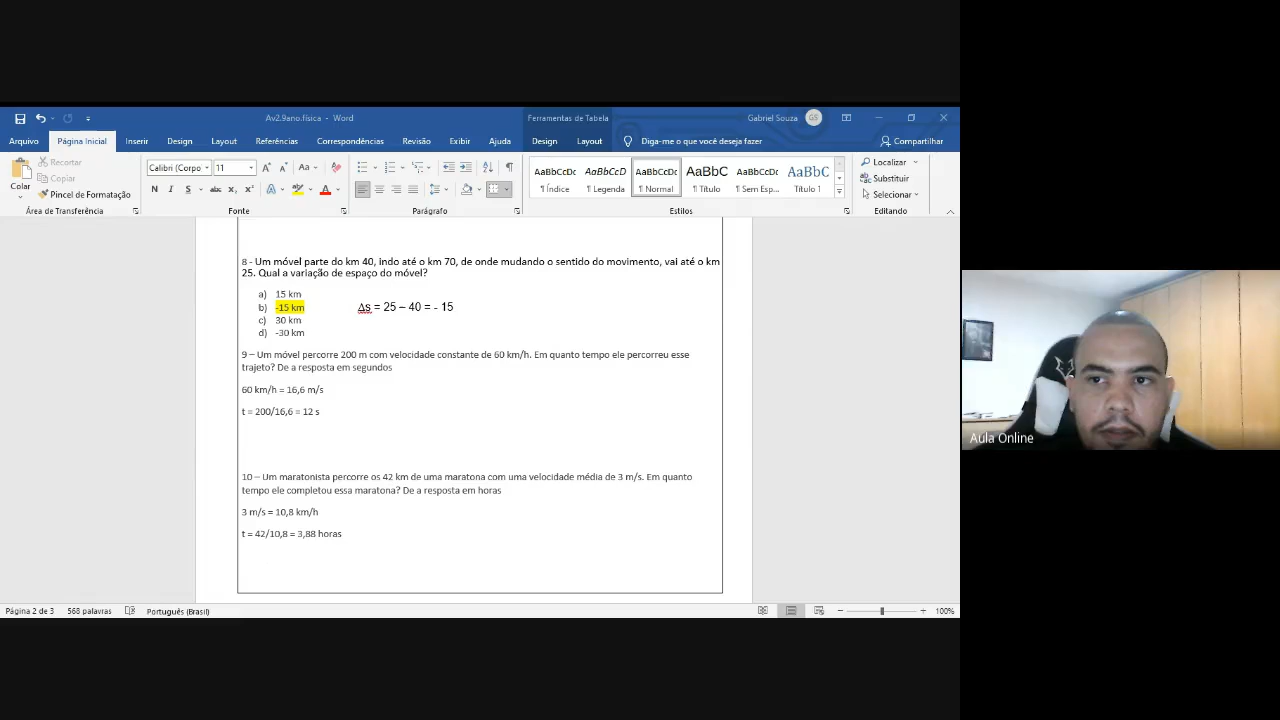 Av2.9ano.física - Word
Ferramentas de Tabela
Gabriel Souza
GS
Arquivo
Página Inicial
Inserir
Design
Layout
Referências
Correspondências
Revisão
Exibir
Ajuda
Design
Layout
Diga-me o que você deseja fazer
Compartilhar
Colar
Recortar
Copiar
Pincel de Formatação
Área de Transferência
Calibri (Corpo
11
N I S abc x₂ x²
Fonte
Parágrafo
AaBbCcDc
¶ Índice
AaBbCcD
¶ Legenda
AaBbCcDc
¶ Normal
AaBbC
¶ Título
AaBbCcDc
¶ Sem Esp...
AaBbC
Título 1
Estilos
Localizar
Substituir
Selecionar
Editando
8 - Um móvel parte do km 40, indo até o km 70, de onde mudando o sentido do movimento, vai até o km
25. Qual a variação de espaço do móvel?
a) 15 km
b) -15 km Δs = 25 – 40 = - 15
c) 30 km
d) -30 km
9 – Um móvel percorre 200 m com velocidade constante de 60 km/h. Em quanto tempo ele percorreu esse
trajeto? De a resposta em segundos
60 km/h = 16,6 m/s
t = 200/16,6 = 12 s
10 – Um maratonista percorre os 42 km de uma maratona com uma velocidade média de 3 m/s. Em quanto
tempo ele completou essa maratona? De a resposta em horas
3 m/s = 10,8 km/h
t = 42/10,8 = 3,88 horas
Página 2 de 3
568 palavras
Português (Brasil)
100%
Aula Online